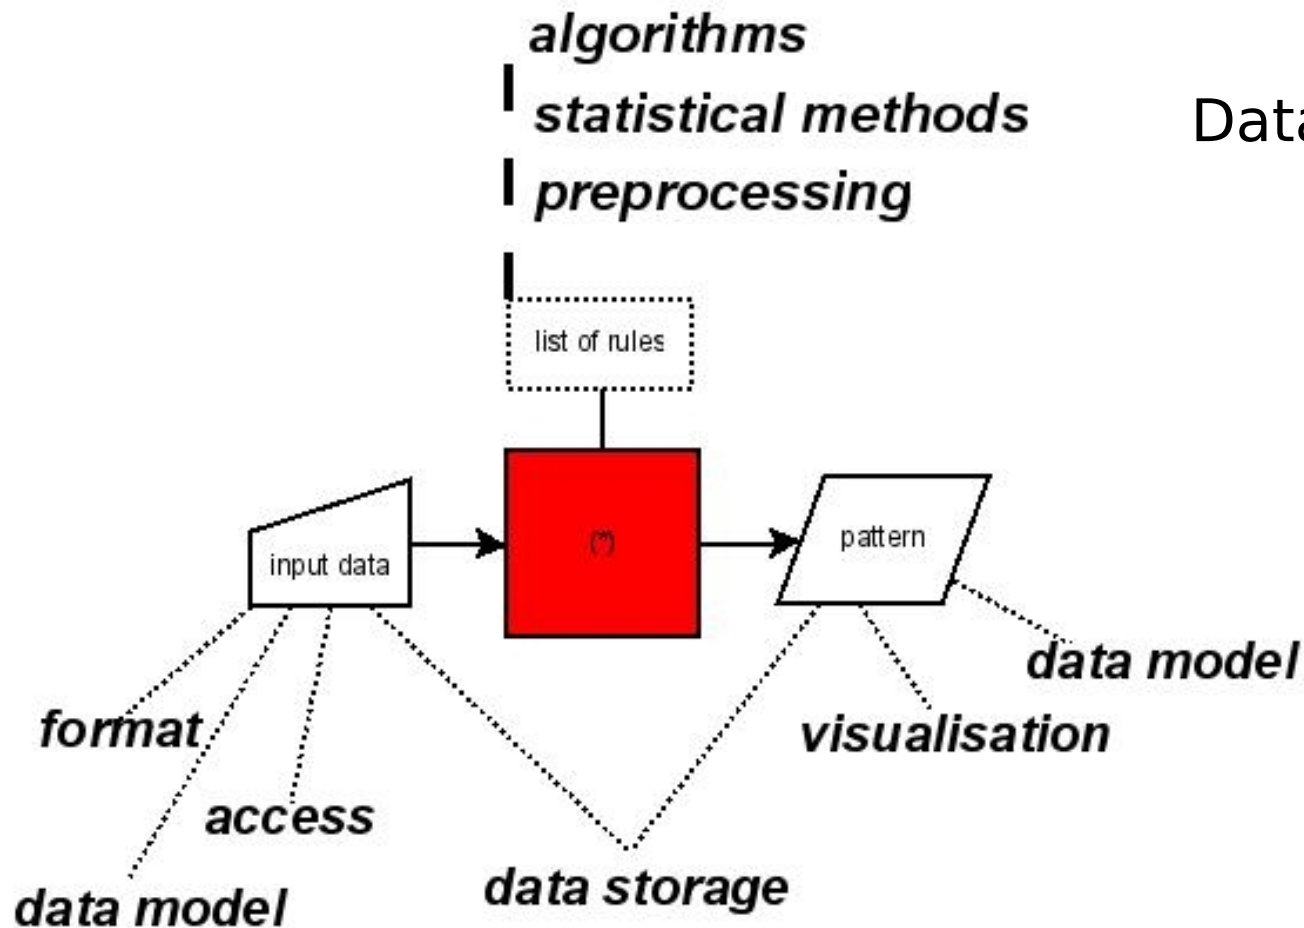 algorithms
statistical methods
Data
preprocessing
list of rules
input data
(*)
pattern
data model
format
visualisation
access
data storage
data model